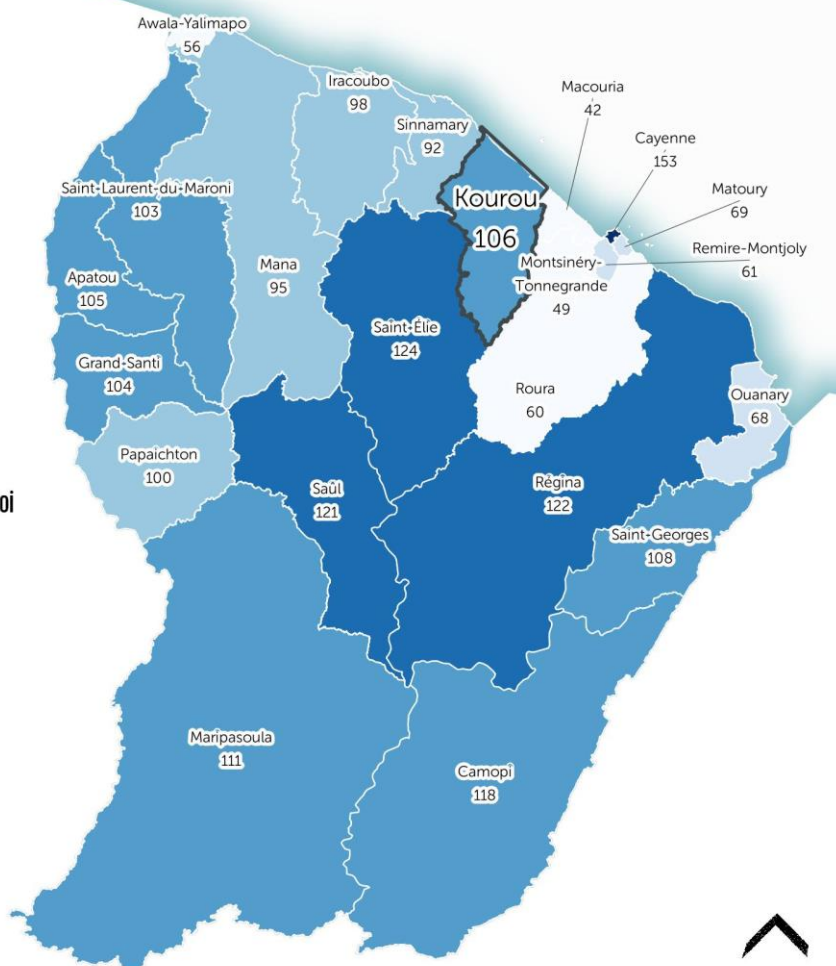 Awala-Yalimapo
56
Iracoubo
98
Sinnamary
92
Macouria
42
Cayenne
153
Matoury
69
Remire-Montjoly
61
Saint-Laurent-du-Maroni
103
Kourou
106
Montsinéry-
Tonnegrande
49
Mana
95
Apatou
105
Saint-Élie
124
Grand-Santi
104
Roura
60
Ouanary
68
Papaichton
100
Saül
121
Régina
122
oi
Saint-Georges
108
Maripasoula
111
Camopi
118